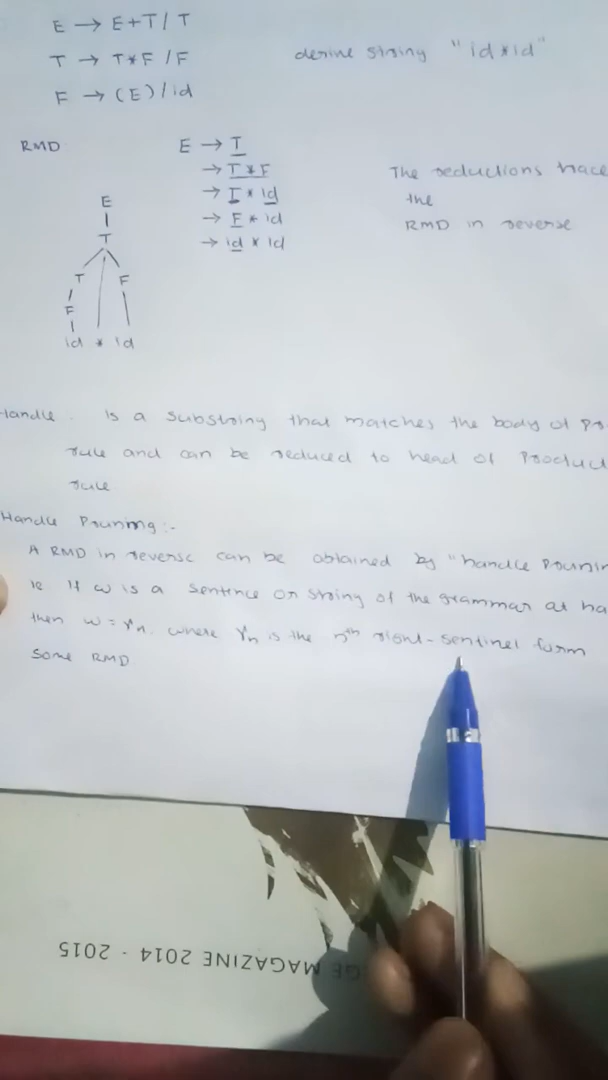 E → E+T / T
T → T*F / F
derive string "id*id"
F → (E) / id
RMD
E → T
→ T * F
→ T * id
→ F * id
→ id * id
The reductions trace
the
RMD in reverse
E
T
T F
F
id * id
Handle : is a substring that matches the body of
rule and can be reduced to head of Product
rule
Handle Pruning:-
A RMD in reverse can be obtained by "handle
ie If ω is a sentence or string of the grammar at
then ω = γn. where γn is the nth right-sentinel form
some RMD
MAGAZINE 2014 - 2015